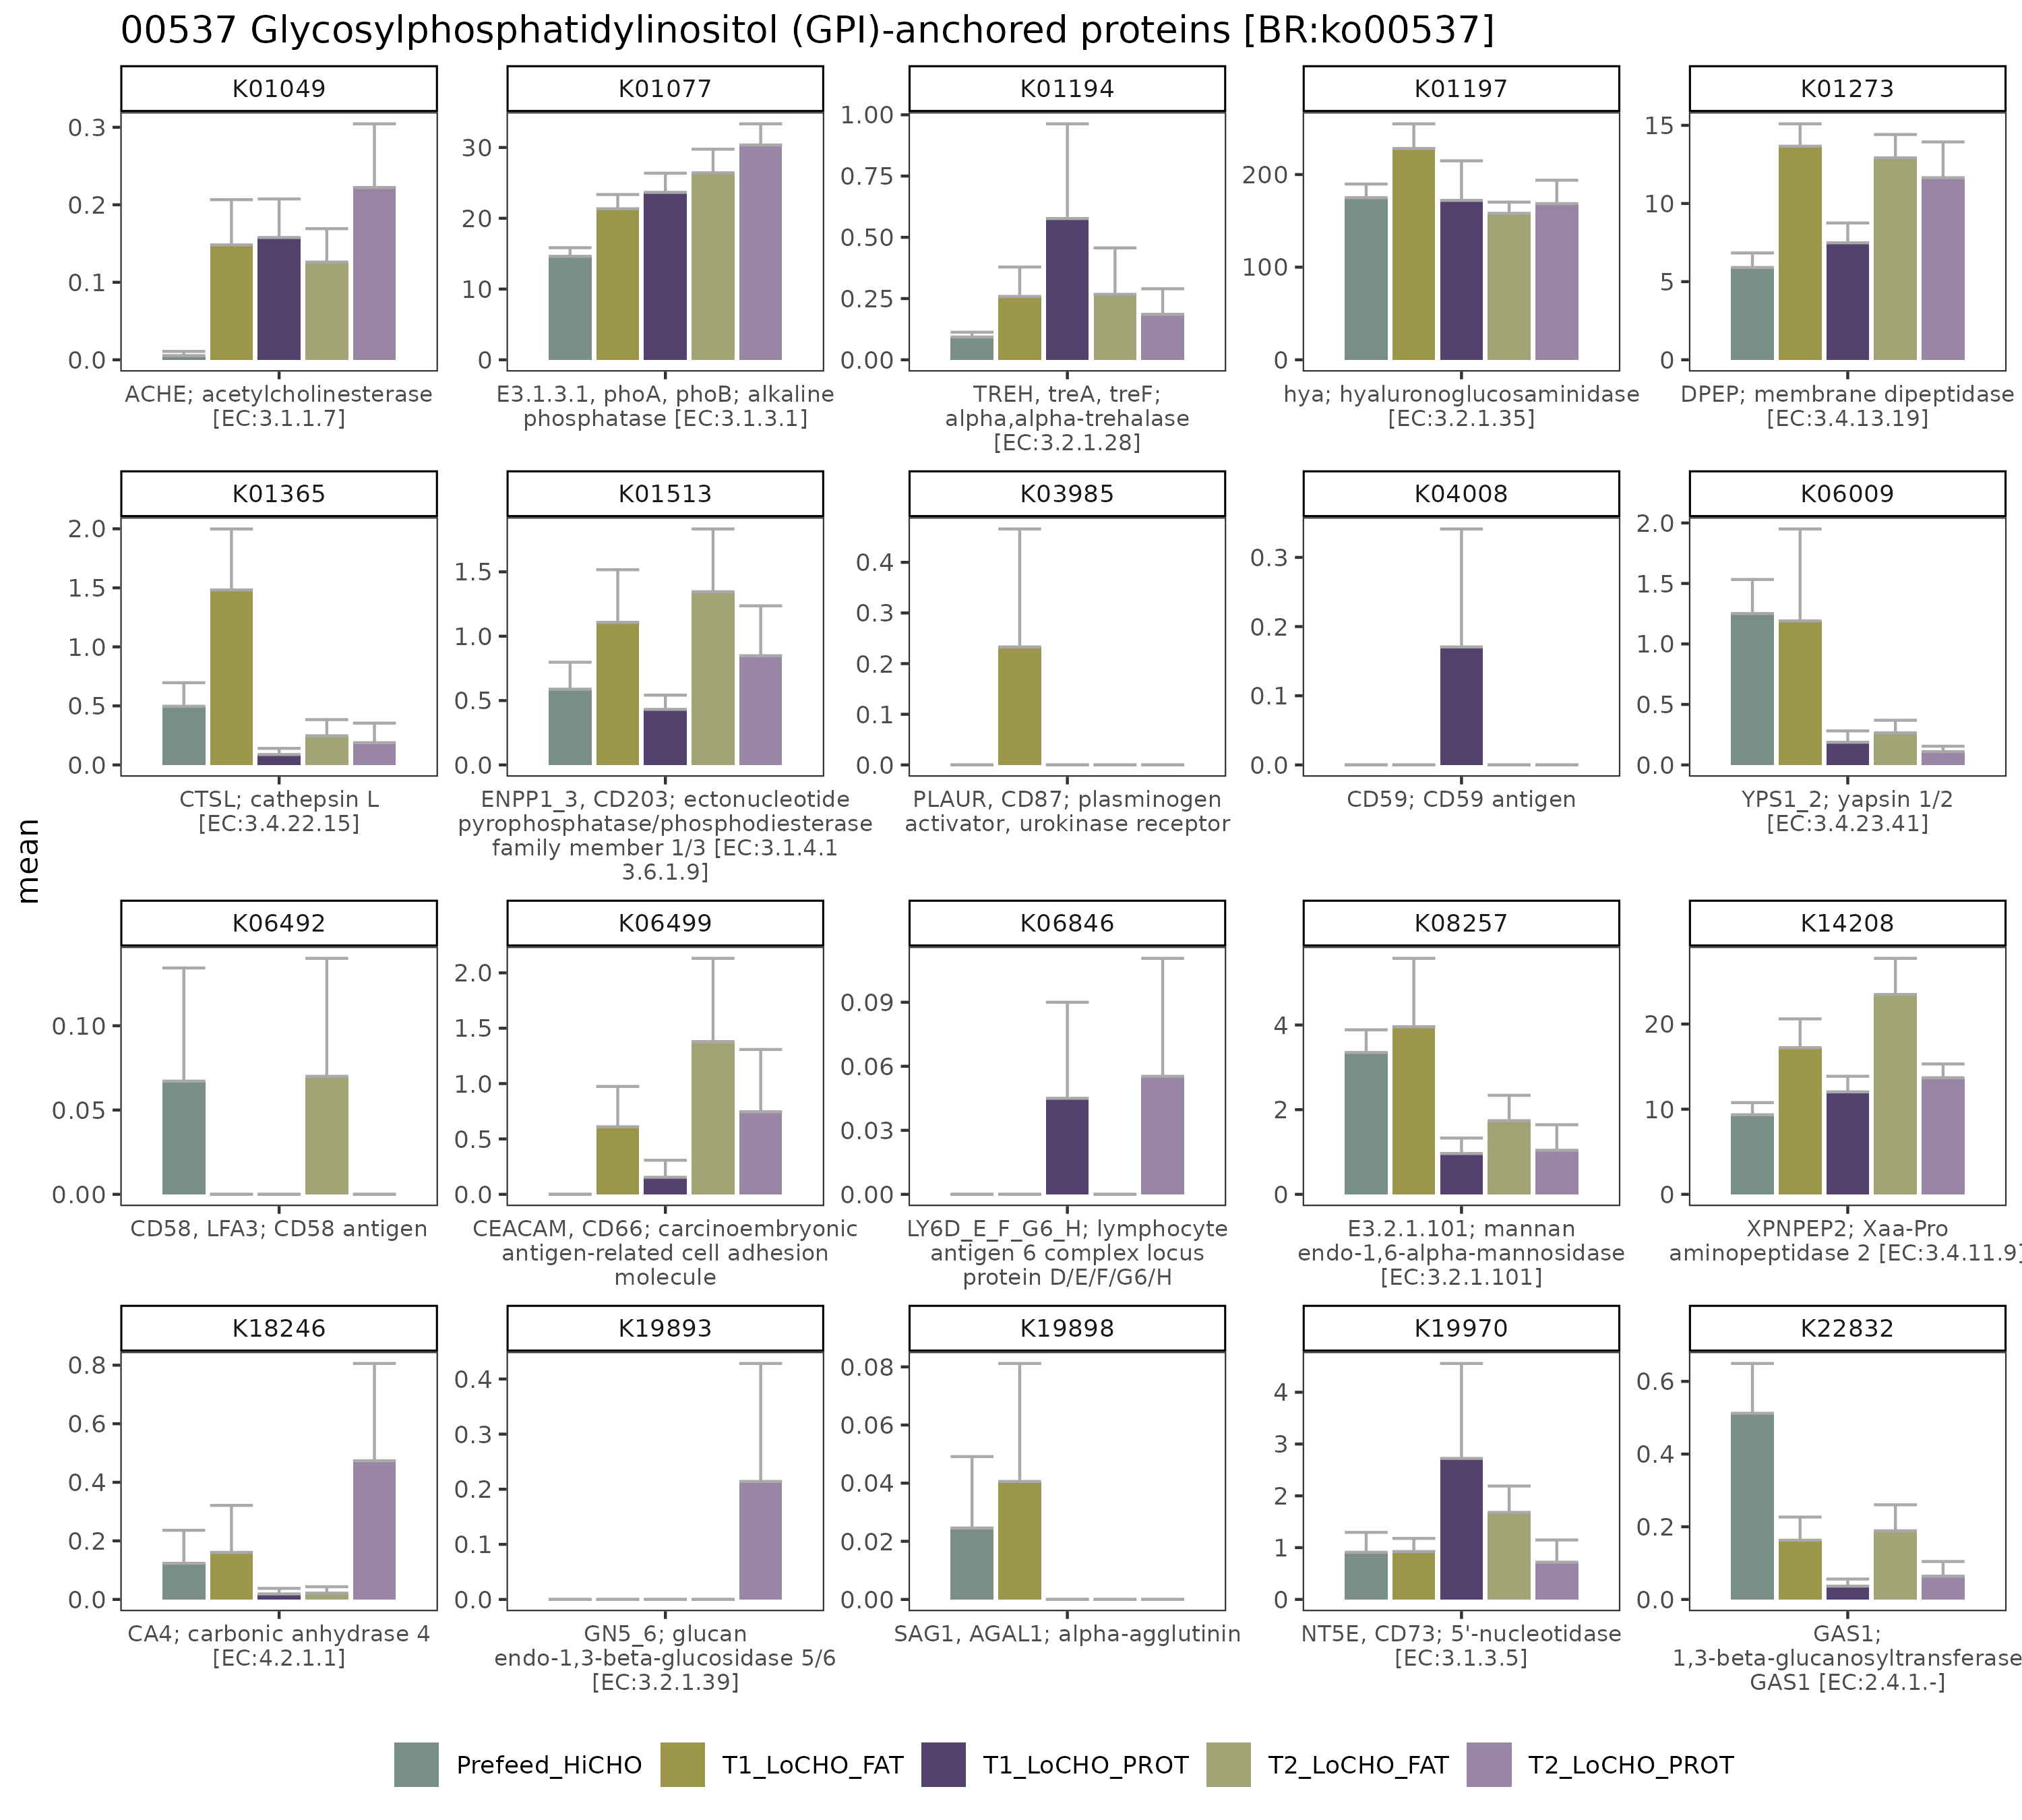 00537 Glycosylphosphatidylinositol (GPI)-anchored proteins [BR:ko00537]
mean
K01049
0.3
0.2
0.1
0.0
ACHE; acetylcholinesterase
[EC:3.1.1.7]
K01077
30
20
10
0
E3.1.3.1, phoA, phoB; alkaline
phosphatase [EC:3.1.3.1]
K01194
1.00
0.75
0.50
0.25
0.00
TREH, treA, treF;
alpha,alpha-trehalase
[EC:3.2.1.28]
K01197
200
100
0
hya; hyaluronoglucosaminidase
[EC:3.2.1.35]
K01273
15
10
5
0
DPEP; membrane dipeptidase
[EC:3.4.13.19]
K01365
2.0
1.5
1.0
0.5
0.0
CTSL; cathepsin L
[EC:3.4.22.15]
K01513
1.5
1.0
0.5
0.0
ENPP1_3, CD203; ectonucleotide
pyrophosphatase/phosphodiesterase
family member 1/3 [EC:3.1.4.1
3.6.1.9]
K03985
0.4
0.3
0.2
0.1
0.0
PLAUR, CD87; plasminogen
activator, urokinase receptor
K04008
0.3
0.2
0.1
0.0
CD59; CD59 antigen
K06009
2.0
1.5
1.0
0.5
0.0
YPS1_2; yapsin 1/2
[EC:3.4.23.41]
K06492
0.10
0.05
0.00
CD58, LFA3; CD58 antigen
K06499
2.0
1.5
1.0
0.5
0.0
CEACAM, CD66; carcinoembryonic
antigen-related cell adhesion
molecule
K06846
0.09
0.06
0.03
0.00
LY6D_E_F_G6_H; lymphocyte
antigen 6 complex locus
protein D/E/F/G6/H
K08257
4
2
0
E3.2.1.101; mannan
endo-1,6-alpha-mannosidase
[EC:3.2.1.101]
K14208
20
10
0
XPNPEP2; Xaa-Pro
aminopeptidase 2 [EC:3.4.11.9]
K18246
0.8
0.6
0.4
0.2
0.0
CA4; carbonic anhydrase 4
[EC:4.2.1.1]
K19893
0.4
0.3
0.2
0.1
0.0
GN5_6; glucan
endo-1,3-beta-glucosidase 5/6
[EC:3.2.1.39]
K19898
0.08
0.06
0.04
0.02
0.00
SAG1, AGAL1; alpha-agglutinin
K19970
4
3
2
1
0
NT5E, CD73; 5'-nucleotidase
[EC:3.1.3.5]
K22832
0.6
0.4
0.2
0.0
GAS1;
1,3-beta-glucanosyltransferase
GAS1 [EC:2.4.1.-]
Prefeed_HiCHO
T1_LoCHO_FAT
T1_LoCHO_PROT
T2_LoCHO_FAT
T2_LoCHO_PROT